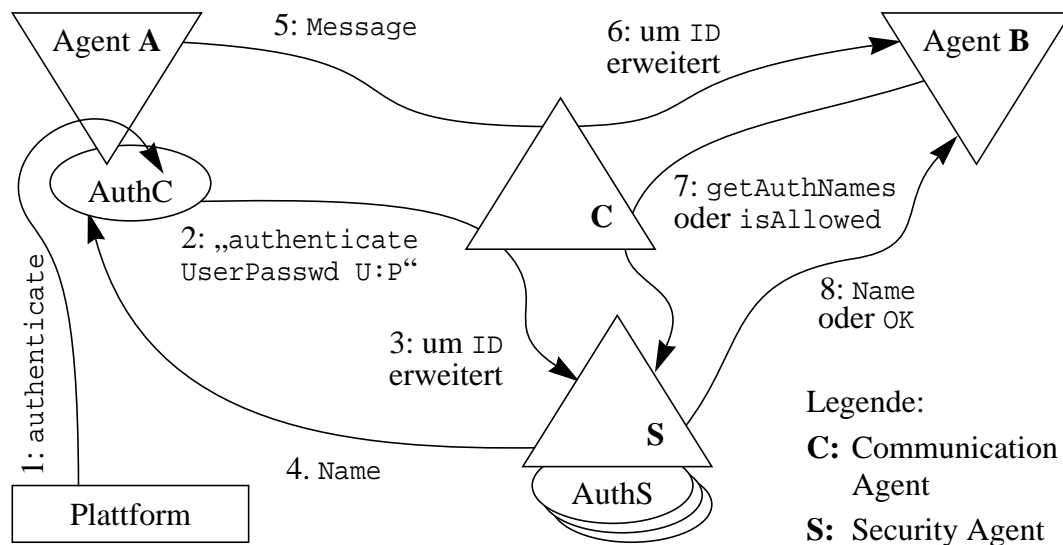 5: Message
6: um ID
erweitert
Agent A
Agent B
AuthC
C
7: getAuthNames
oder isAllowed
2: „authenticate
UserPasswd U:P“
1: authenticate
3: um ID
erweitert
8: Name
oder OK
S
4. Name
AuthS
Plattform
Legende:
C: Communication
Agent
S: Security Agent